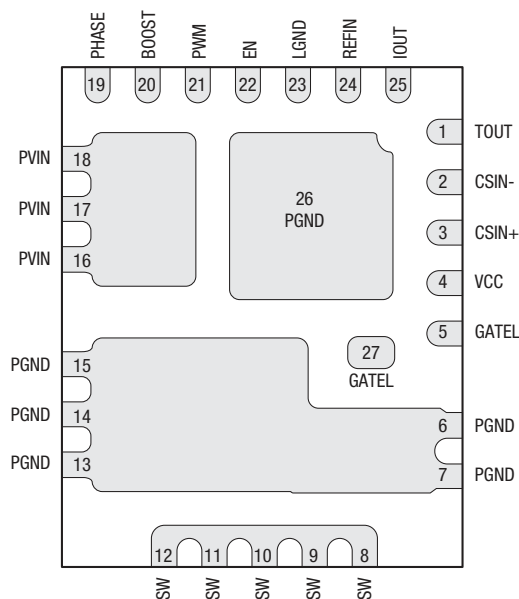 PHASE BOOST PWM EN LGND REFIN IOUT
19 20 21 22 23 24 25
1 TOUT
PVIN 18
2 CSIN-
26
PGND
PVIN 17
3 CSIN+
PVIN 16
4 VCC
5 GATEL
27
GATEL
PGND 15
PGND 14
6 PGND
PGND 13
7 PGND
12 11 10 9 8
SW SW SW SW SW